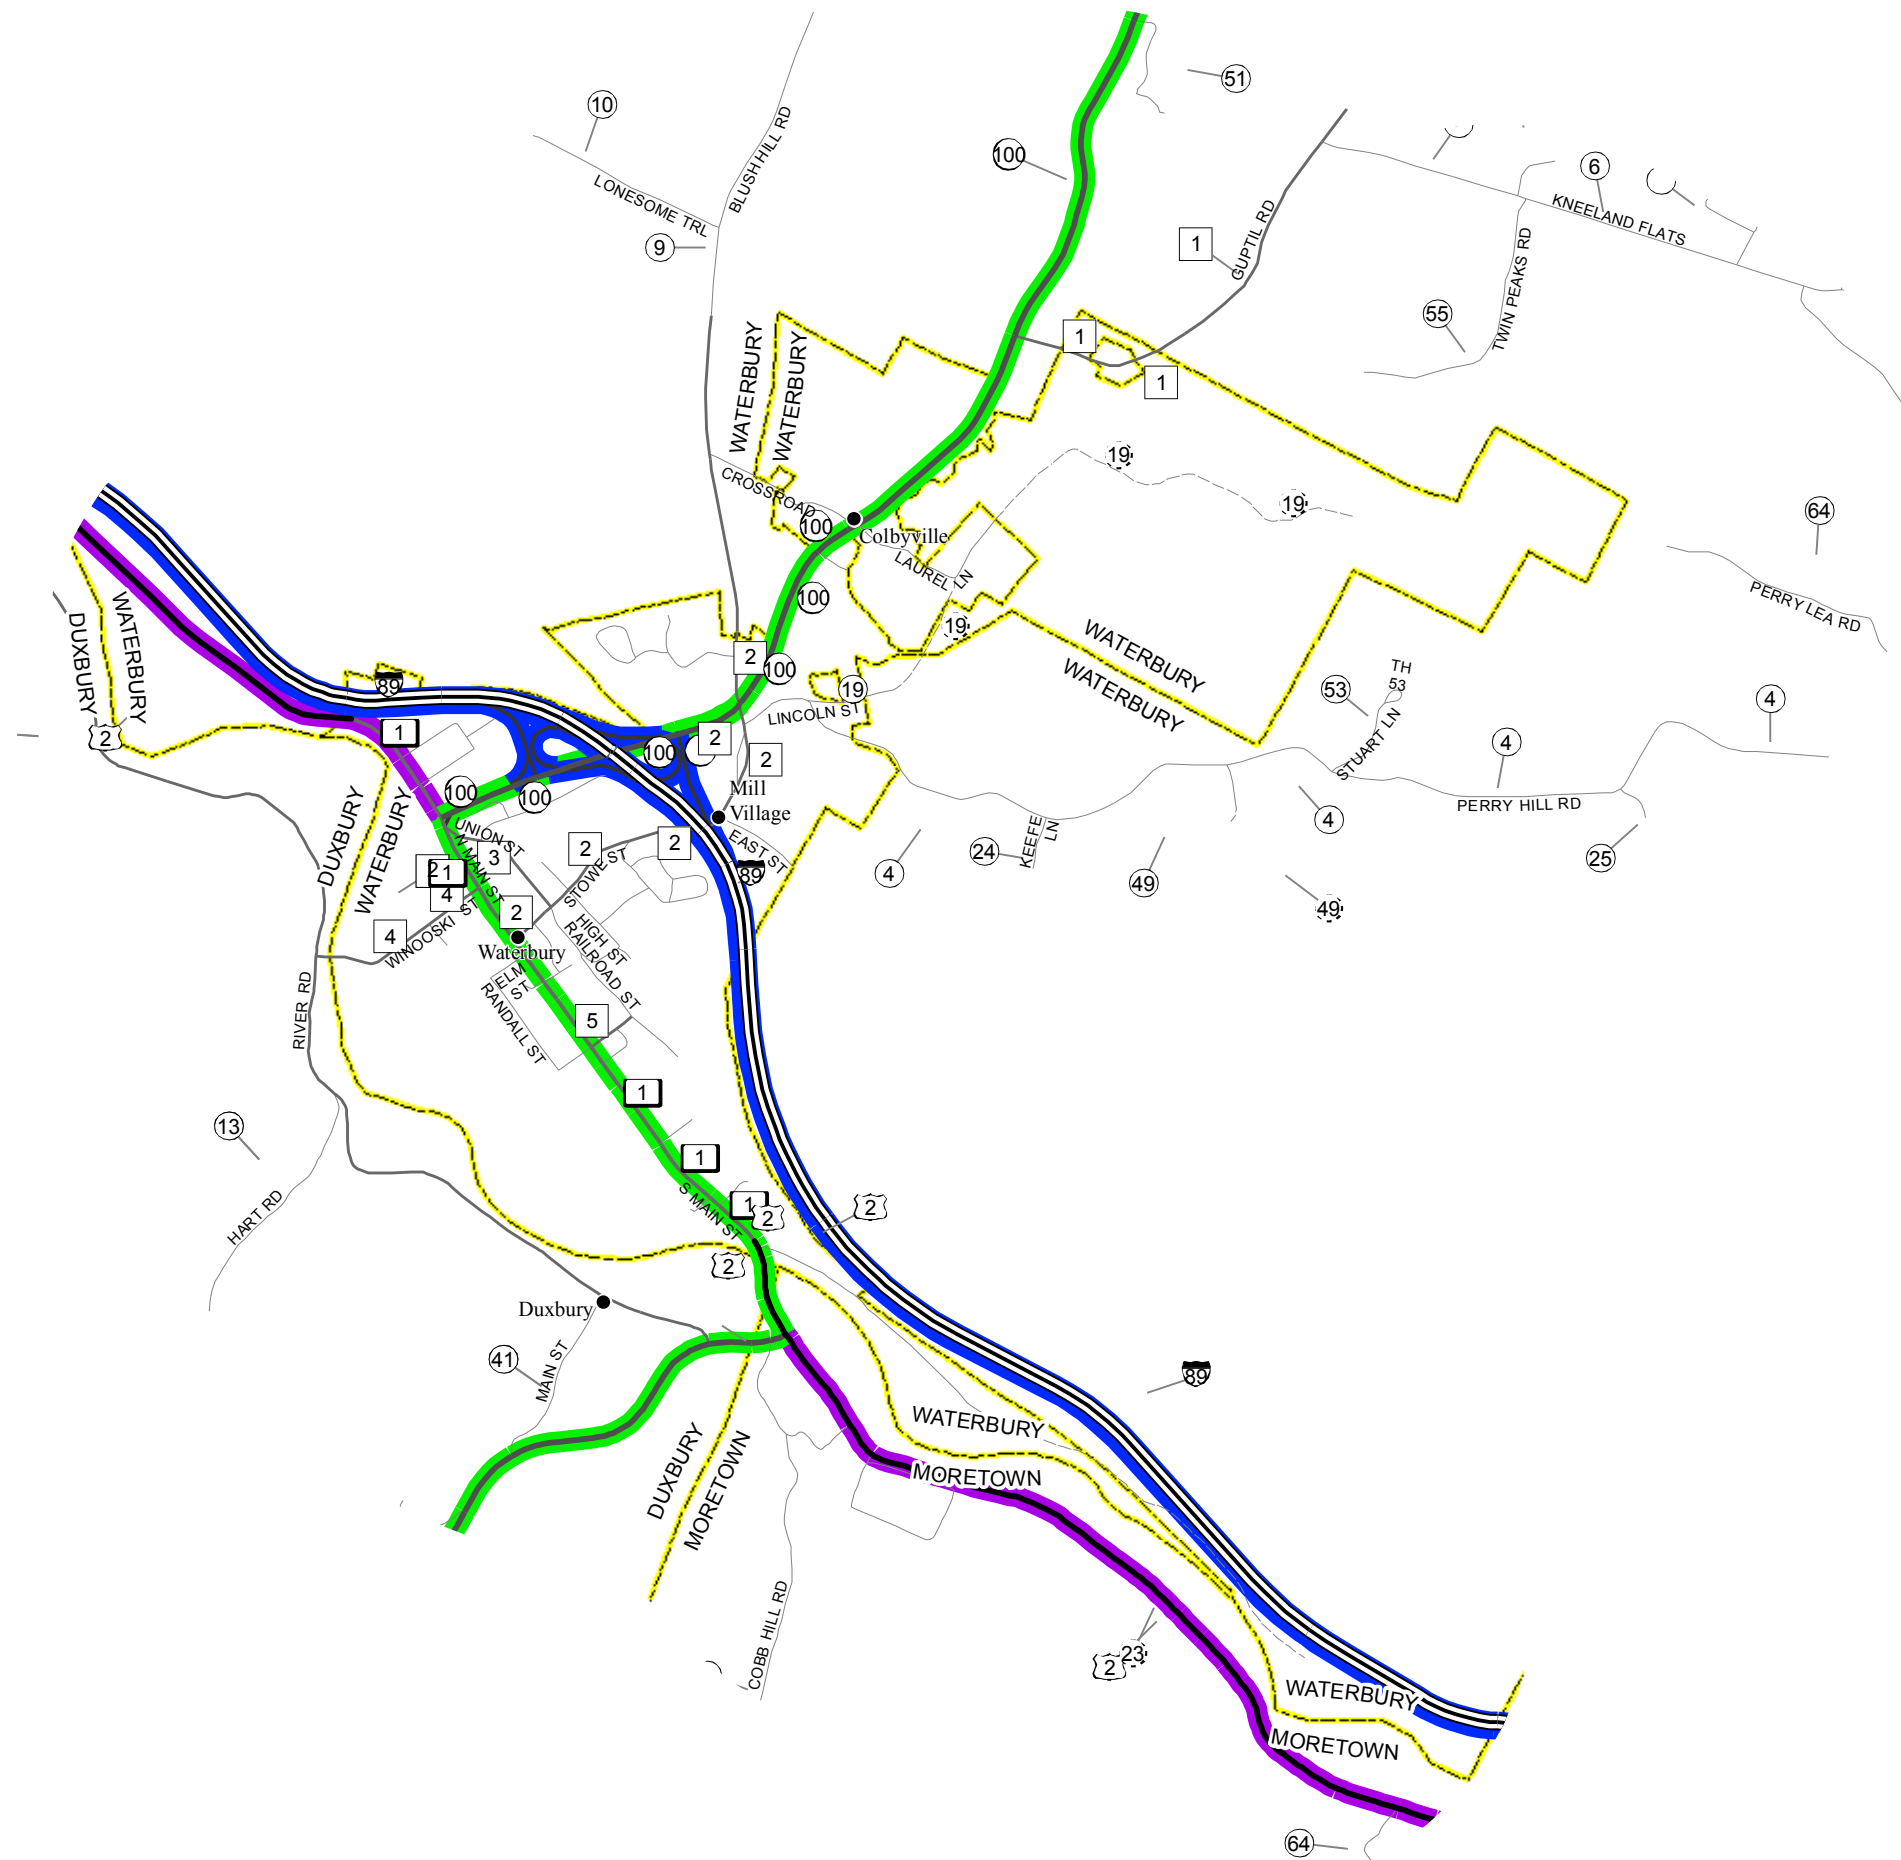 51
10
100
BLUSH HILL RD
6
LONESOME TRL
KNEELAND FLATS
9
1
GUPTIL RD
TWIN PEAKS RD
55
1
1
WATERBURY
WATERBURY
19
19
CROSSROAD
100
Colbyville
64
LAUREL LN
100
PERRY LEA RD
19
WATERBURY
WATERBURY
DUXBURY
WATERBURY
2
100
89
19
LINCOLN ST
TH
53
53
STUART LN
4
2
1
2
100
2
4
100
100
Mill
Village
PERRY HILL RD
4
KEEFE
LN
24
4
49
25
49
DUXBURY
WATERBURY
UNION ST
N MAIN ST
3
2
STOWE ST
2
EAST ST
89
2
1
4
2
4
WINOOSKI ST
Waterbury
HIGH ST
RAILROAD ST
ELM
ST
RANDALL ST
RIVER RD
5
1
13
1
HART RD
S MAIN ST
1
2
2
2
Duxbury
41
MAIN ST
89
WATERBURY
MORETOWN
DUXBURY
MORETOWN
COBB HILL RD
23
2
WATERBURY
MORETOWN
64